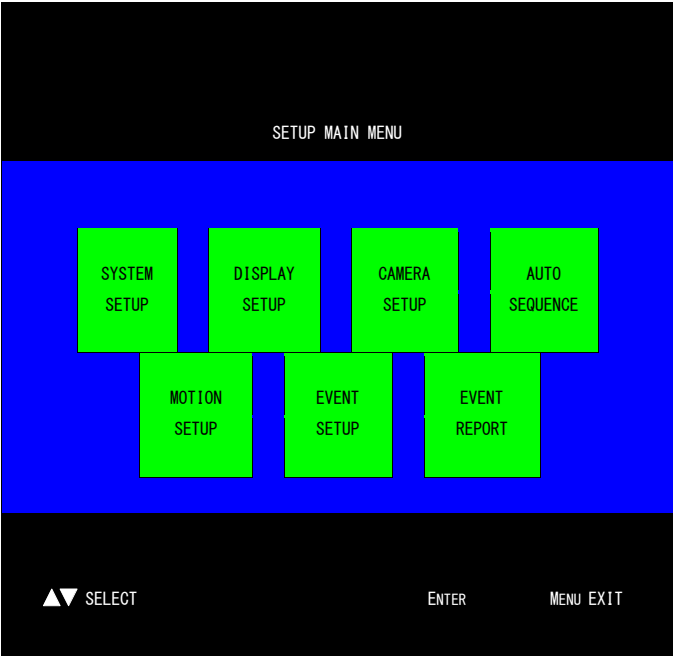 SETUP MAIN MENU
SYSTEM SETUP
DISPLAY SETUP
CAMERA SETUP
AUTO SEQUENCE
MOTION SETUP
EVENT SETUP
EVENT REPORT
▲▼ SELECT ENTER MENU EXIT